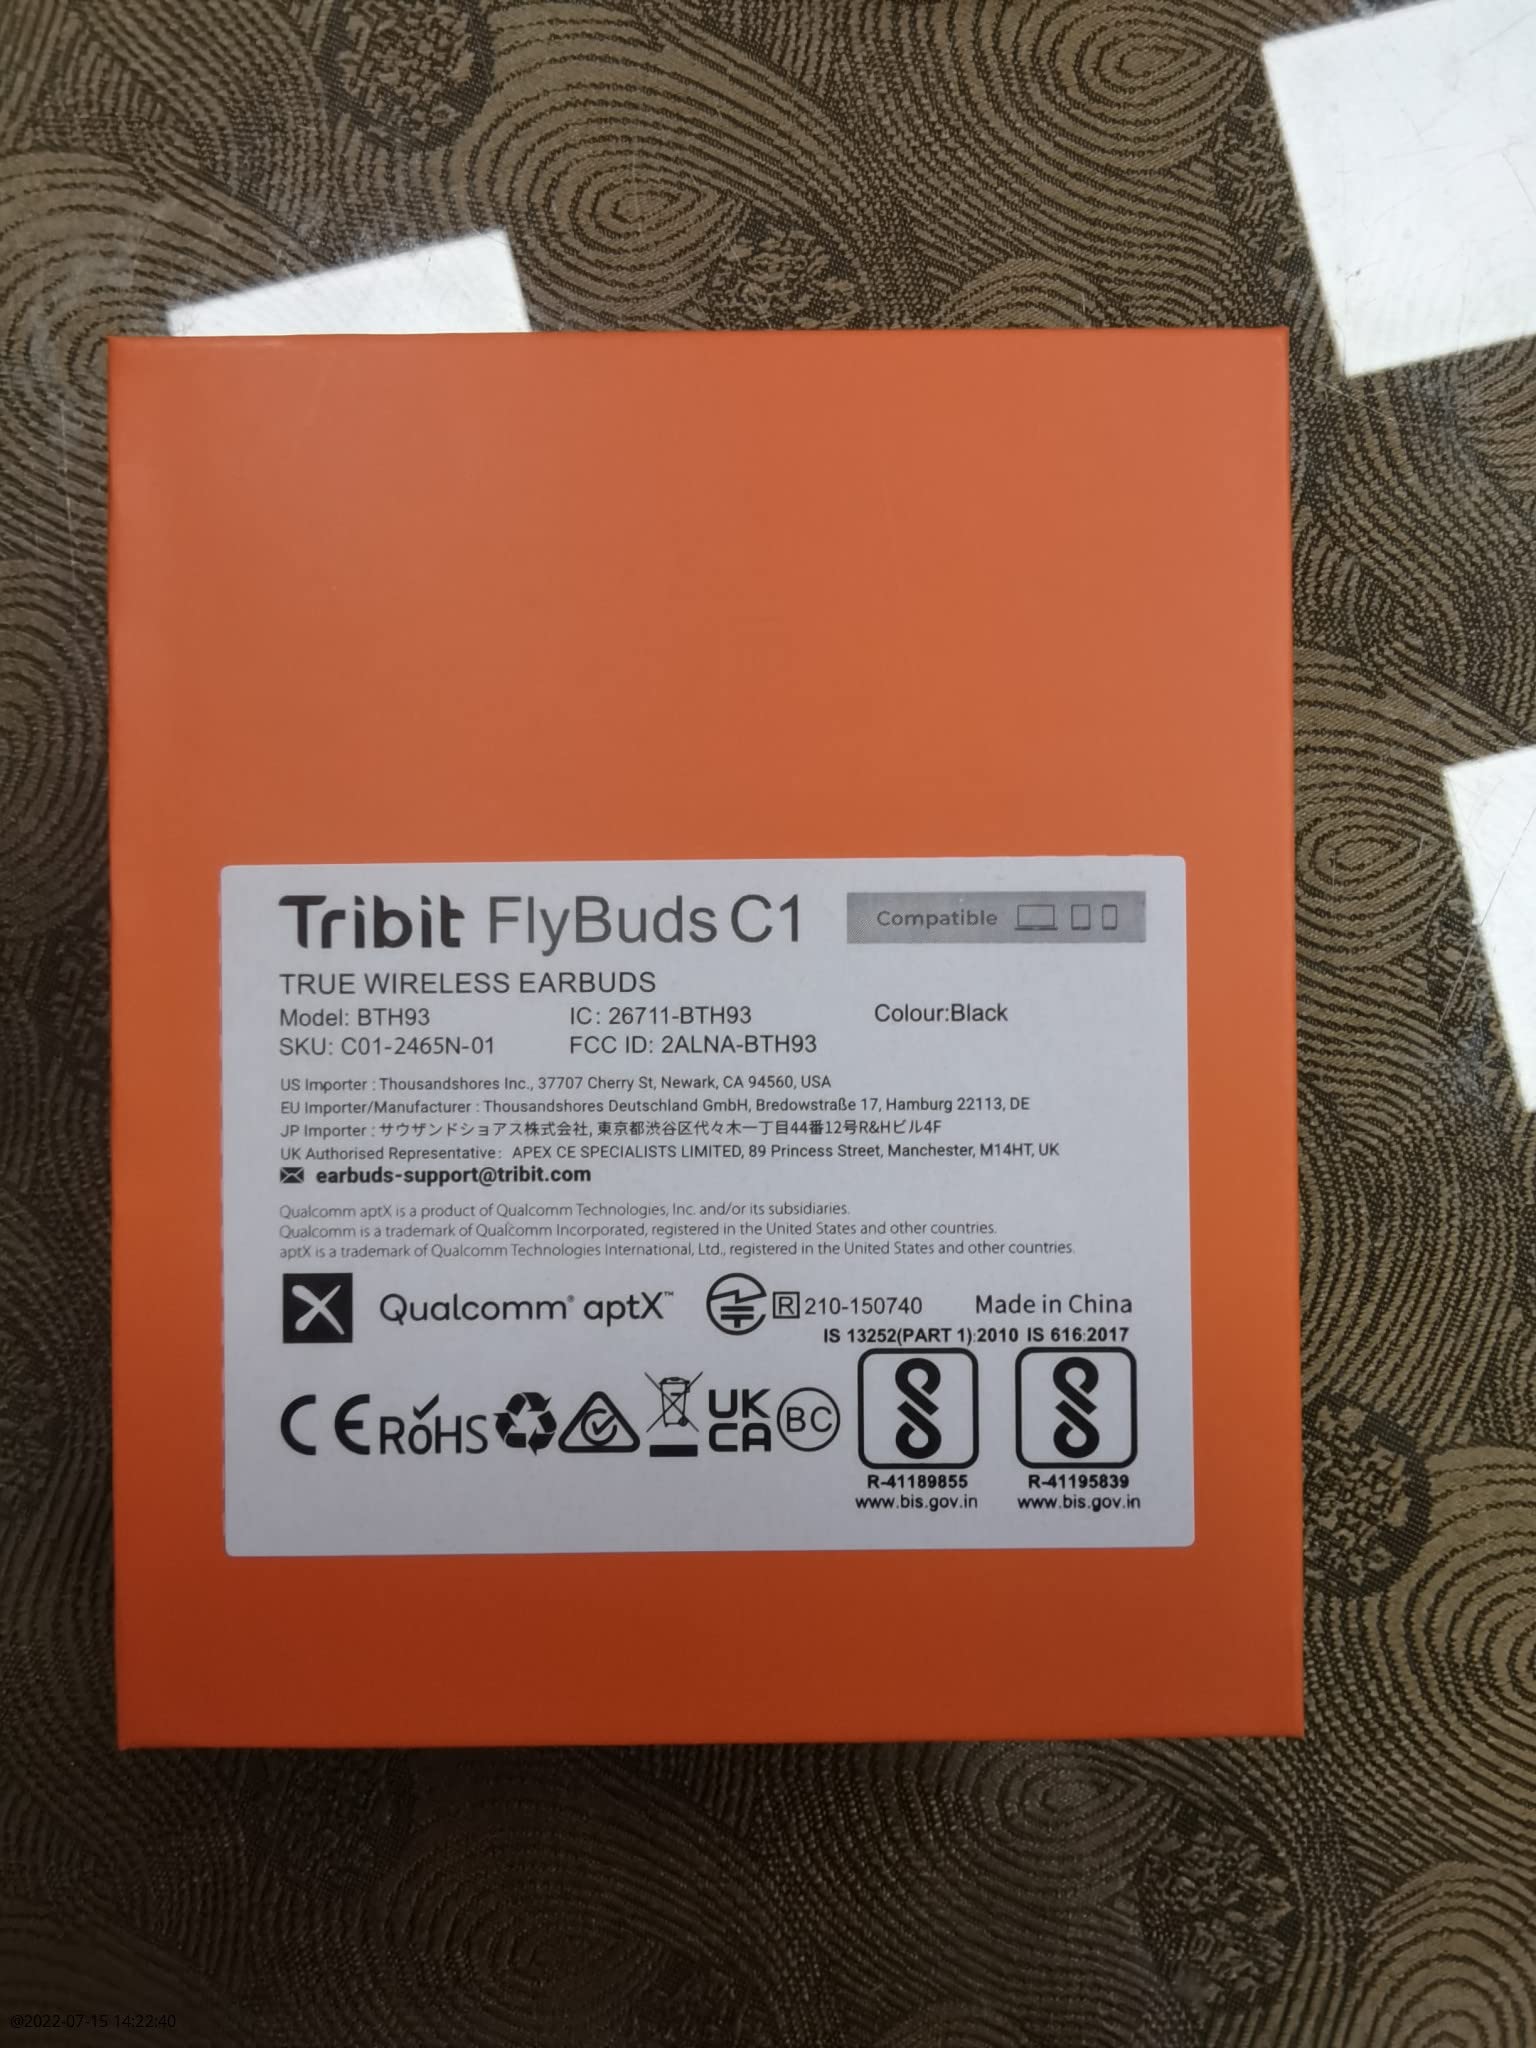 Tribit FlyBuds C1
Compatible
TRUE WIRELESS EARBUDS
Model: BTH93 IC: 26711-BTH93 Colour:Black
SKU: C01-2465N-01 FCC ID: 2ALNA-BTH93
US Importer : Thousandshores Inc., 37707 Cherry St, Newark, CA 94560, USA
EU Importer/Manufacturer : Thousandshores Deutschland GmbH, Bredowstraße 17, Hamburg 22113, DE
JP Importer : サウザンドショアス株式会社, 東京都渋谷区代々木一丁目44番12号R&Hビル4F
UK Authorised Representative: APEX CE SPECIALISTS LIMITED, 89 Princess Street, Manchester, M14HT, UK
earbuds-support@tribit.com
Qualcomm aptX is a product of Qualcomm Technologies, Inc. and/or its subsidiaries.
Qualcomm is a trademark of Qualcomm Incorporated, registered in the United States and other countries.
aptX is a trademark of Qualcomm Technologies International, Ltd., registered in the United States and other countries.
Qualcomm® aptX™ R 210-150740 Made in China
IS 13252(PART 1):2010 IS 616:2017
CE RoHS UK CA BC
R-41189855 R-41195839
www.bis.gov.in www.bis.gov.in
@2022-07-15 14:22:40